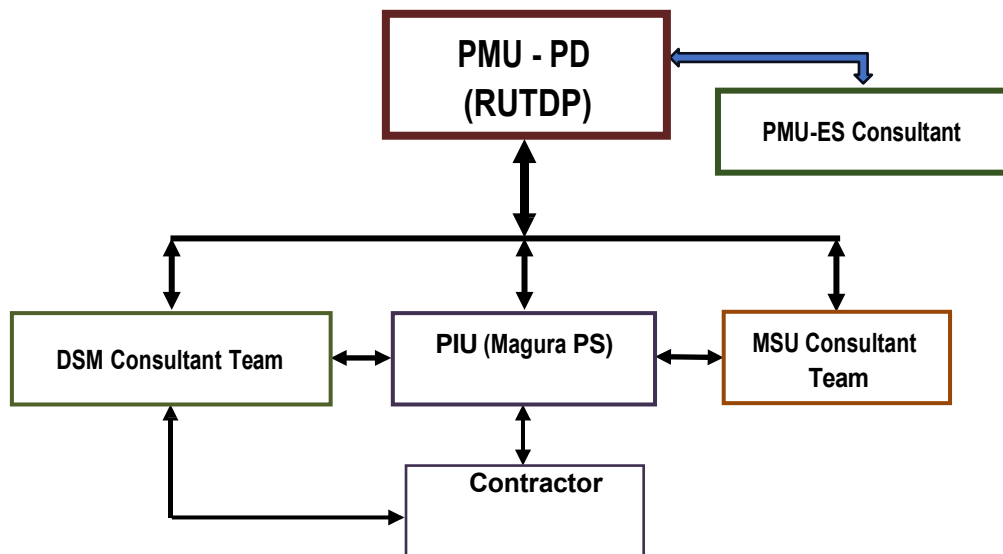 PMU - PD
(RUTDP)
PMU-ES Consultant
DSM Consultant Team
PIU (Magura PS)
MSU Consultant
Team
Contractor